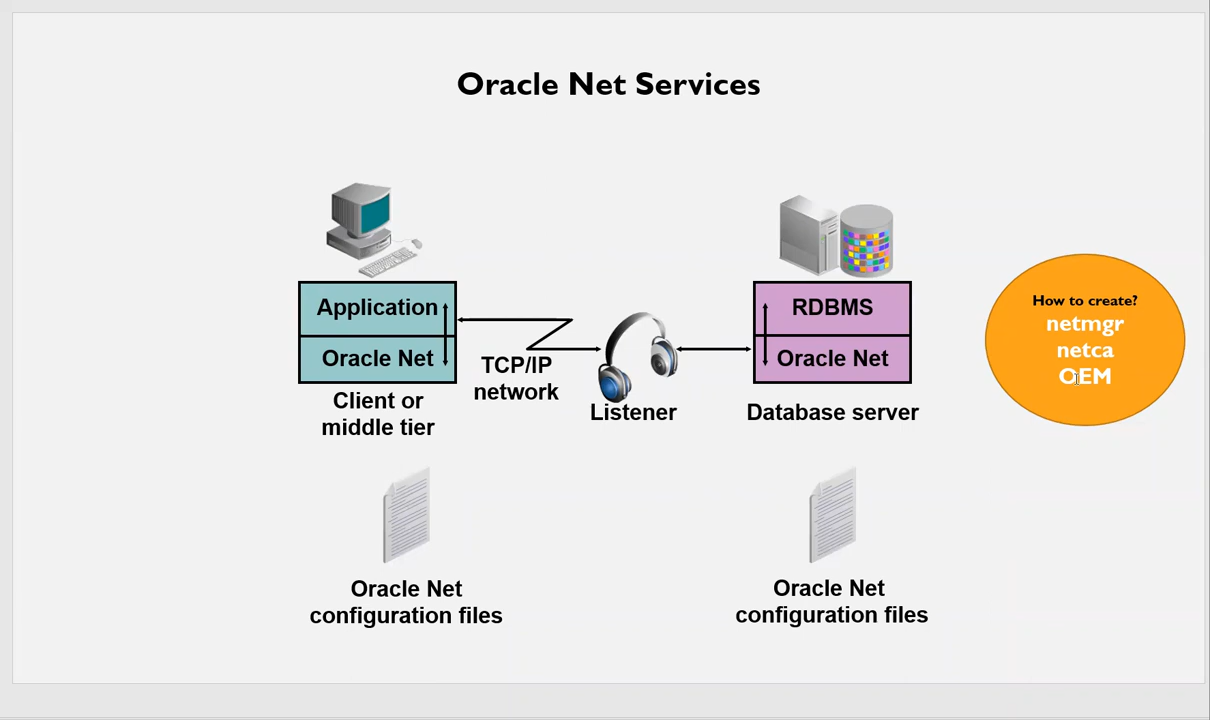 Oracle Net Services
Application
Oracle Net
Client or
middle tier
TCP/IP
network
Listener
RDBMS
Oracle Net
Database server
How to create?
netmgr
netca
OEM
Oracle Net
configuration files
Oracle Net
configuration files